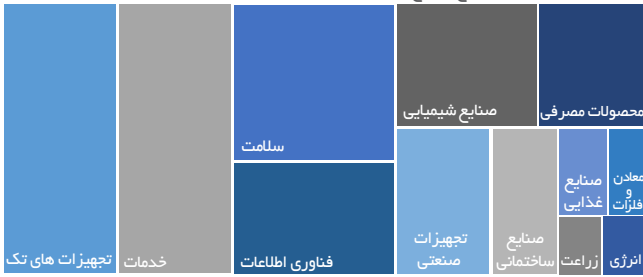 صنایع شیمیایی
محصولات مصرفی
سلامت
تجهیزات های تک
خدمات
فناوری اطلاعات
تجهیزات
صنعتی
صنایع
ساختمانی
صنایع
غذایی
معادن
و
فلزات
زراعت
انرژی